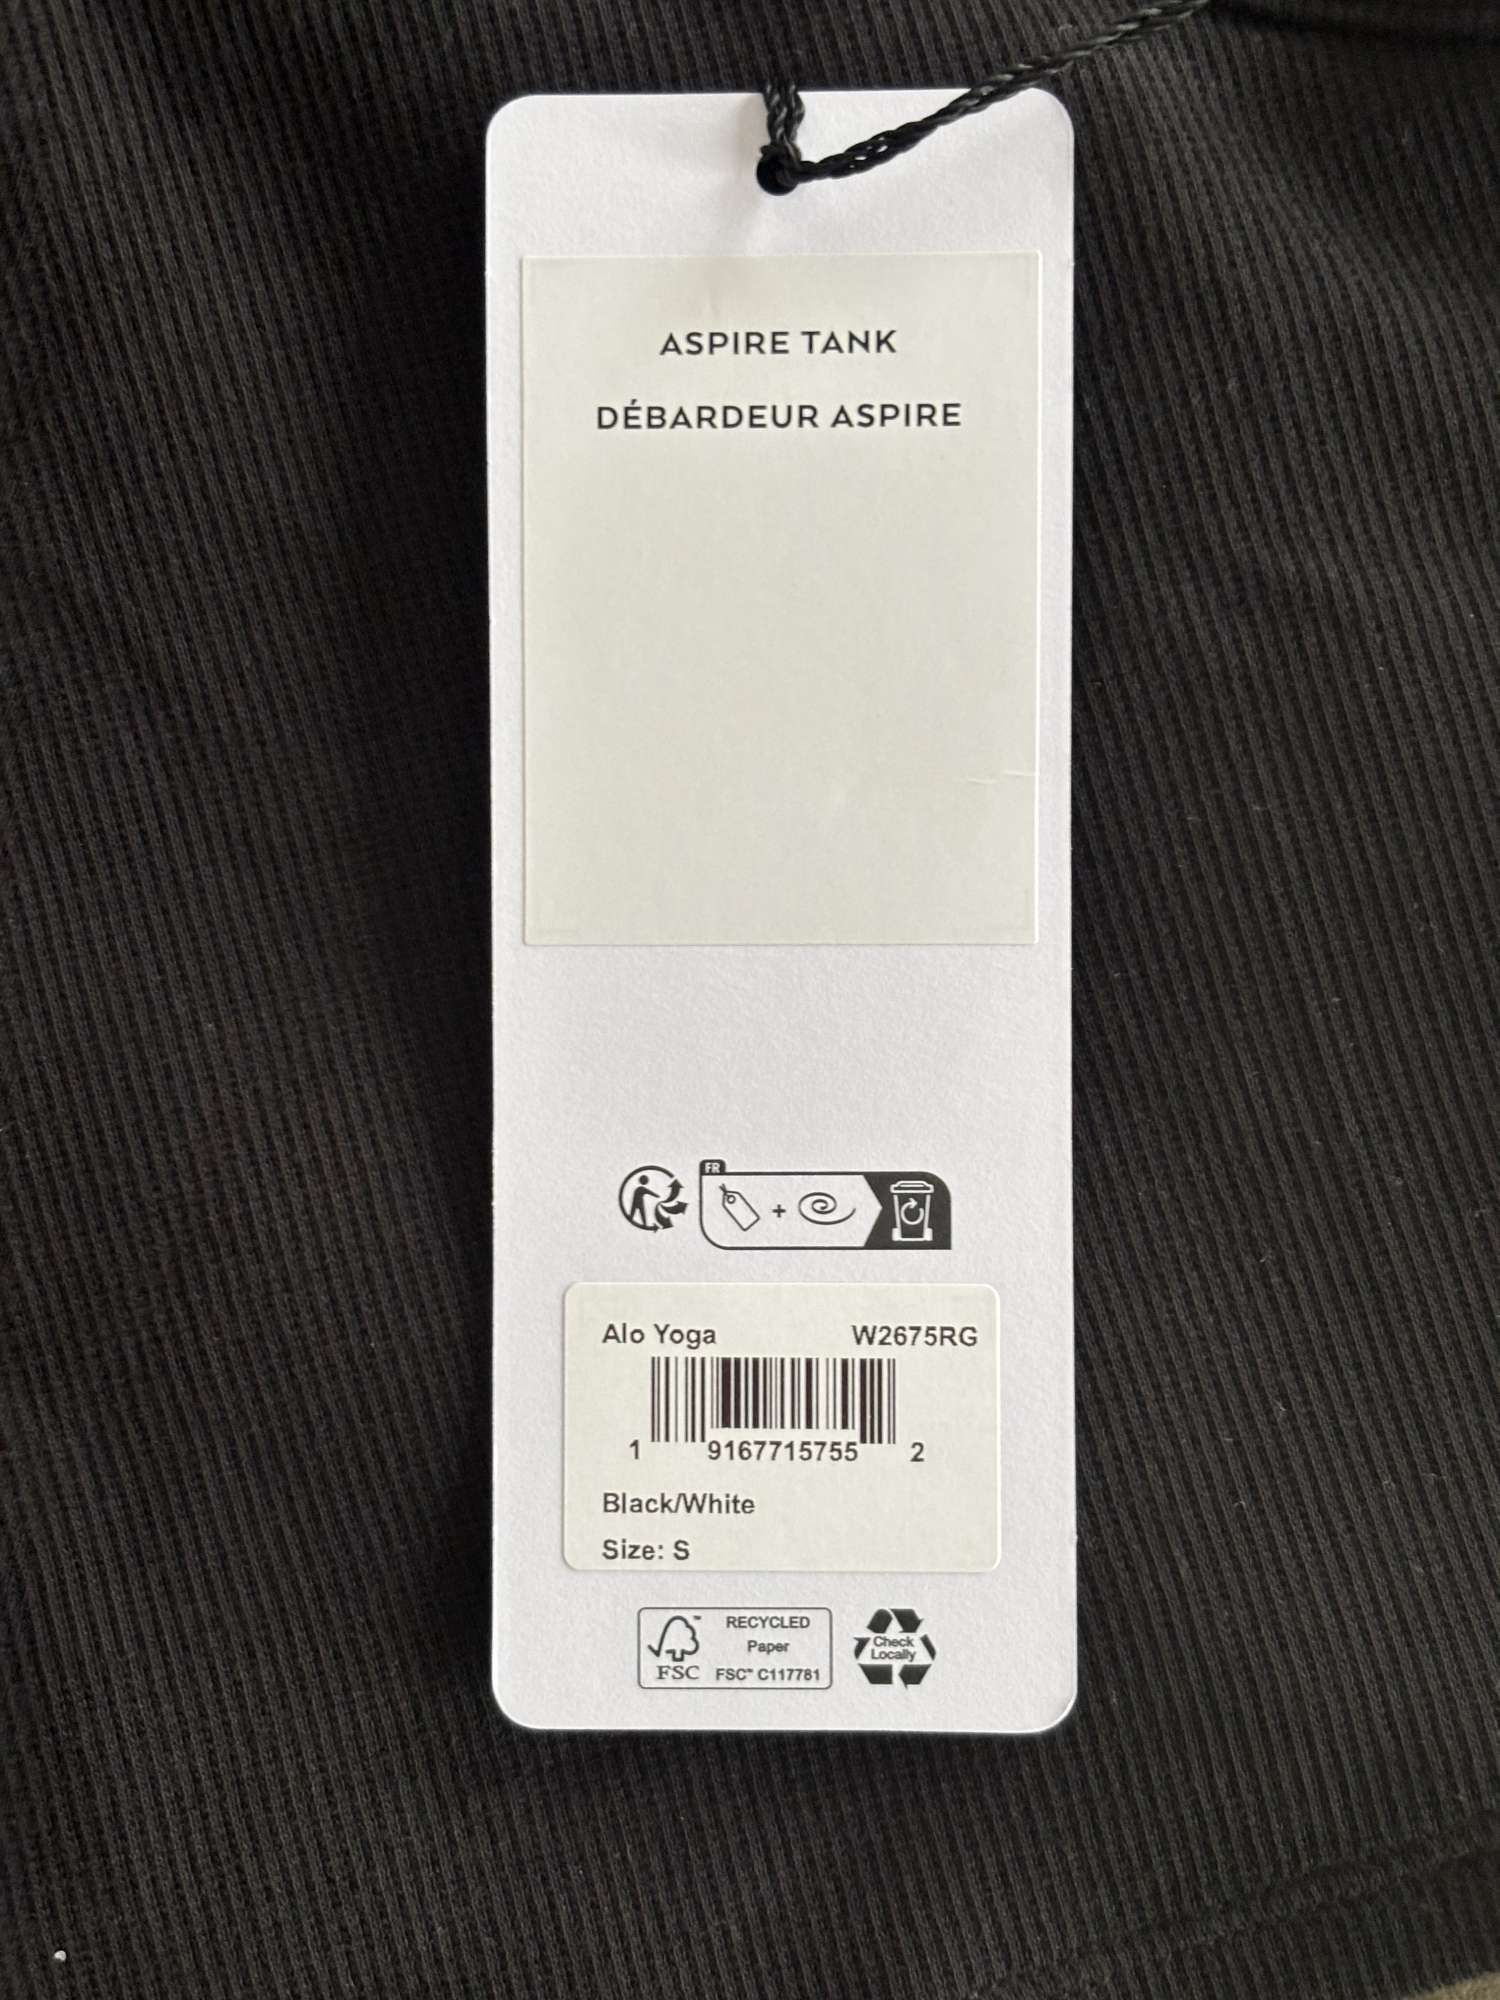 ASPIRE TANK
DÉBARDEUR ASPIRE
FR
+
Alo Yoga W2675RG
1 9167715755 2
Black/White
Size: S
RECYCLED
Paper
FSC™ C117781
FSC™
Check
Locally